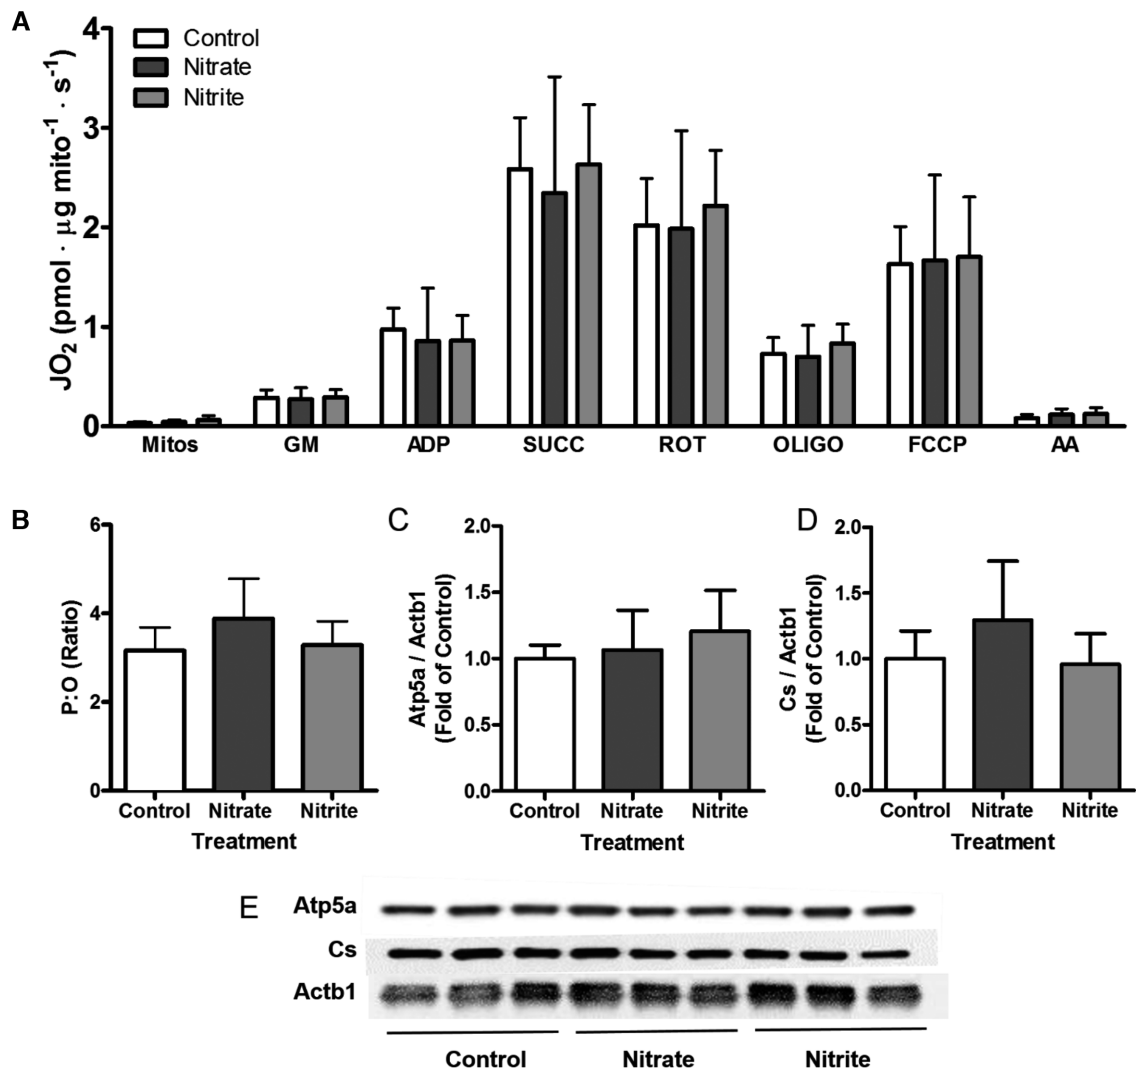 A
JO₂ (pmol · μg mito⁻¹ · s⁻¹)
4
3
2
1
0
Control
Nitrate
Nitrite
Mitos GM ADP SUCC ROT OLIGO FCCP AA
B
P:O (Ratio)
6
4
2
0
Control Nitrate Nitrite
Treatment
C
Atp5a / Actb1
(Fold of Control)
2.0
1.5
1.0
0.5
0.0
Control Nitrate Nitrite
Treatment
D
Cs / Actb1
(Fold of Control)
2.0
1.5
1.0
0.5
0.0
Control Nitrate Nitrite
Treatment
E
Atp5a
Cs
Actb1
Control Nitrate Nitrite